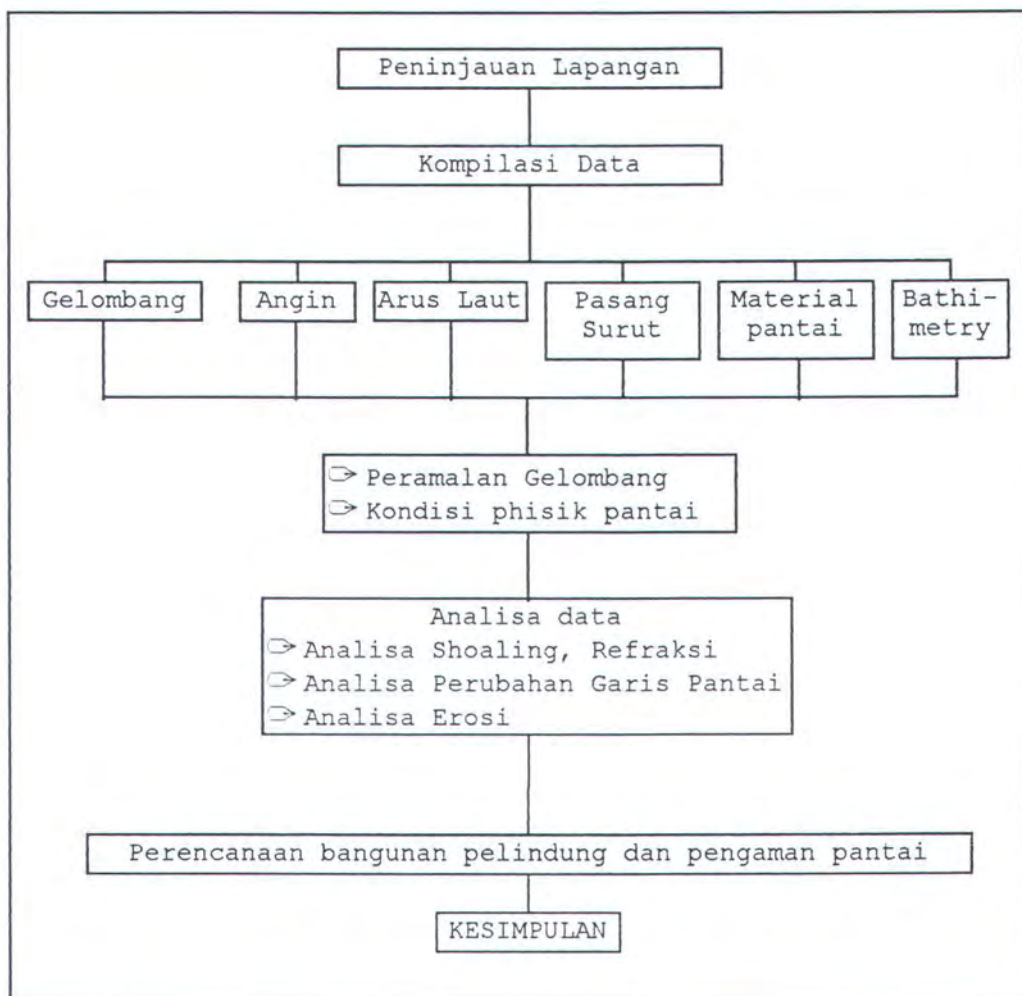 Peninjauan Lapangan
Kompilasi Data
Gelombang
Angin
Arus Laut
Pasang
Surut
Material
pantai
Bathi-
metry
Peramalan Gelombang
Kondisi phisik pantai
Analisa data
Analisa Shoaling, Refraksi
Analisa Perubahan Garis Pantai
Analisa Erosi
Perencanaan bangunan pelindung dan pengaman pantai
KESIMPULAN